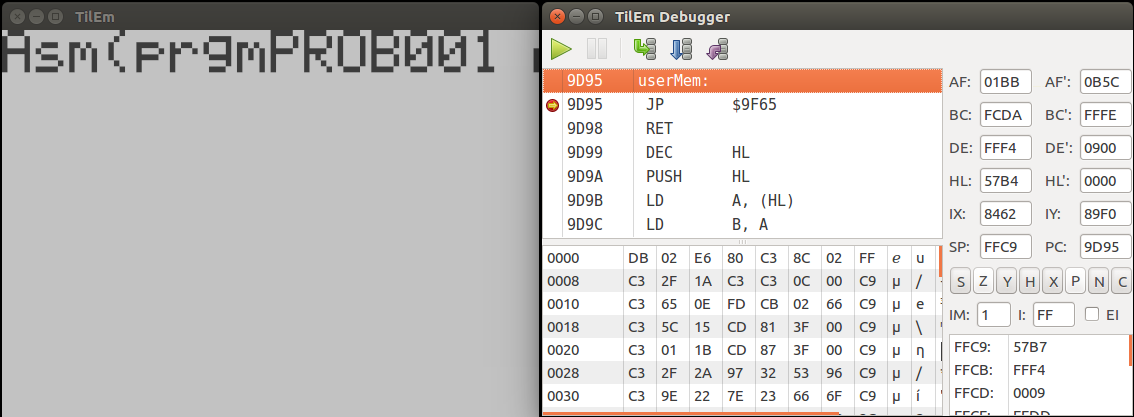 TilEm
Asm(prgmPROB001
TilEm Debugger
9D95 userMem:
9D95 JP $9F65
9D98 RET
9D99 DEC HL
9D9A PUSH HL
9D9B LD A, (HL)
9D9C LD B, A
AF: 01BB AF': 0B5C
BC: FCDA BC': FFFE
DE: FFF4 DE': 0900
HL: 57B4 HL': 0000
IX: 8462 IY: 89F0
SP: FFC9 PC: 9D95
S Z Y H X P N C
IM: 1 I: FF EI
0000 DB 02 E6 80 C3 8C 02 FF e u
0008 C3 2F 1A C3 C3 0C 00 C9 µ /
0010 C3 65 0E FD CB 02 66 C9 µ e
0018 C3 5C 15 CD 81 3F 00 C9 µ \
0020 C3 01 1B CD 87 3F 00 C9 µ η
0028 C3 2F 2A 97 32 53 96 C9 µ /
0030 C3 9E 22 7E 23 66 6F C9 µ í
FFC9: 57B7
FFCB: FFF4
FFCD: 0009
FFCF: FFDD